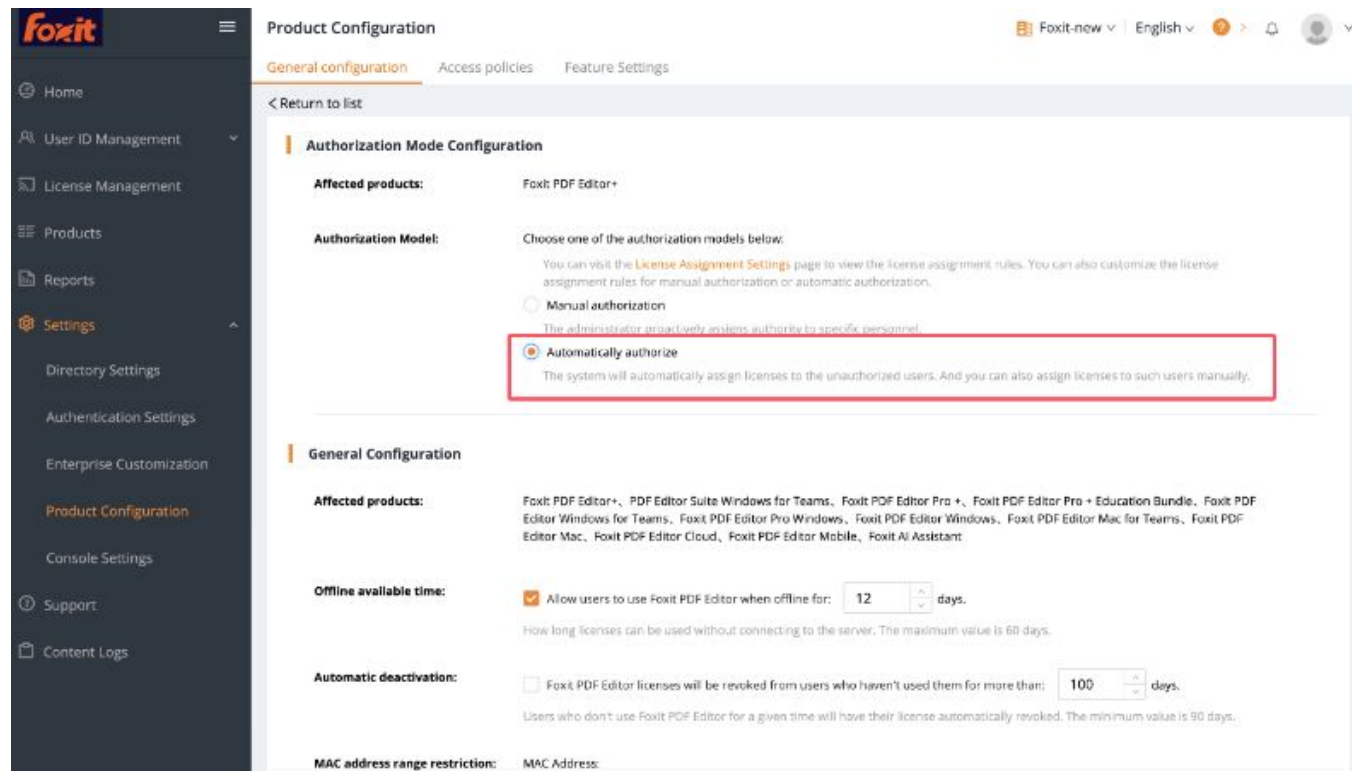 Foxit
Product Configuration
Foxit-new
English
General configuration
Access policies
Feature Settings
Home
< Return to list
User ID Management
Authorization Mode Configuration
License Management
Affected products:
Foxit PDF Editor+
Products
Authorization Model:
Choose one of the authorization models below:
You can visit the License Assignment Settings page to view the license assignment rules. You can also customize the license
assignment rules for manual authorization or automatic authorization.
Reports
Manual authorization
The administrator proactively assigns authority to specific personnel.
Settings
Automatically authorize
The system will automatically assign licenses to the unauthorized users. And you can also assign licenses to such users manually.
Directory Settings
Authentication Settings
General Configuration
Enterprise Customization
Affected products:
Foxit PDF Editor+、PDF Editor Suite Windows for Teams、Foxit PDF Editor Pro +、Foxit PDF Editor Pro + Education Bundle、Foxit PDF
Editor Windows for Teams、Foxit PDF Editor Pro Windows、Foxit PDF Editor Windows、Foxit PDF Editor Mac for Teams、Foxit PDF
Editor Mac、Foxit PDF Editor Cloud、Foxit PDF Editor Mobile、Foxit AI Assistant
Product Configuration
Console Settings
Offline available time:
Allow users to use Foxit PDF Editor when offline for: 12 days.
How long licenses can be used without connecting to the server. The maximum value is 60 days.
Support
Content Logs
Automatic deactivation:
Foxit PDF Editor licenses will be revoked from users who haven't used them for more than: 100 days.
Users who don't use Foxit PDF Editor for a given time will have their license automatically revoked. The minimum value is 90 days.
MAC address range restriction:
MAC Address: